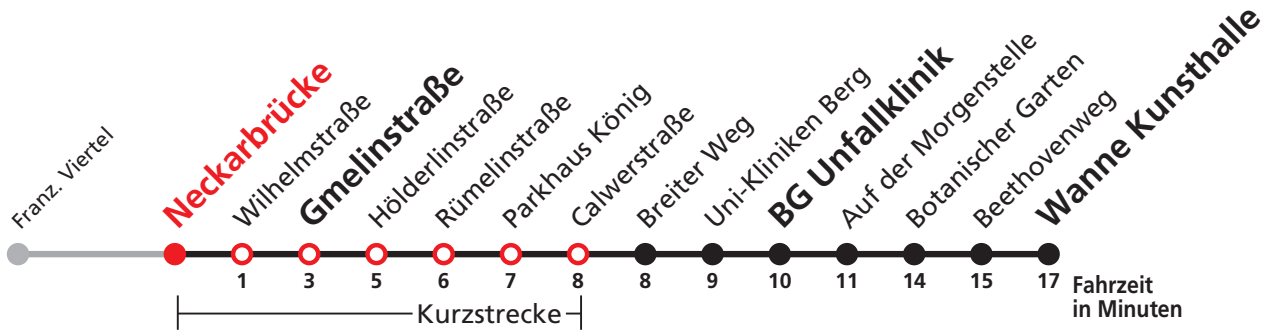 Franz. Viertel
Neckarbrücke
Wilhelmstraße
Gmelinstraße
Hölderlinstraße
Rümelinstraße
Parkhaus König
Calwerstraße
Breiter Weg
Uni-Kliniken Berg
BG Unfallklinik
Auf der Morgenstelle
Botanischer Garten
Beethovenweg
Wanne Kunsthalle
1 3 5 6 7 8 8 9 10 11 14 15 17
Fahrzeit
in Minuten
Kurzstrecke